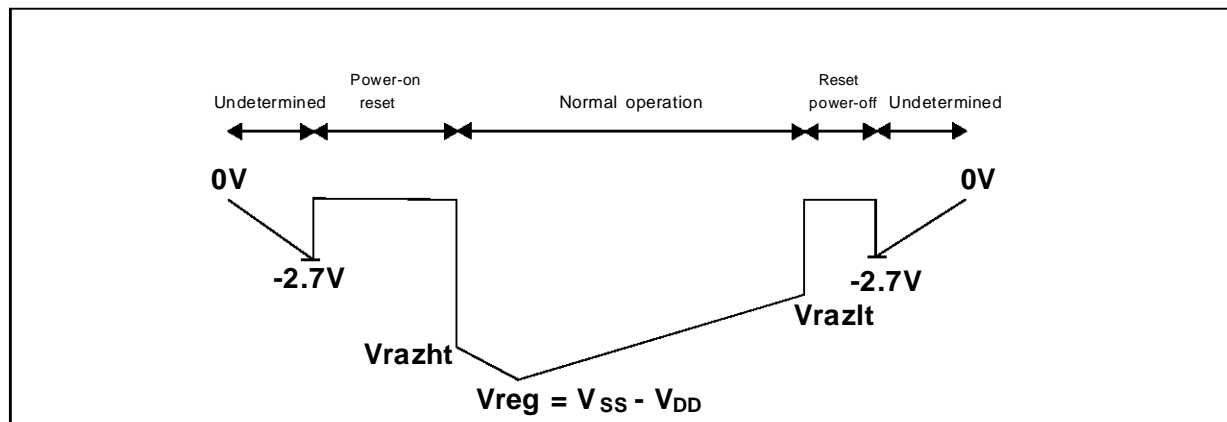 Power-on
reset
Reset
power-off
Undetermined
Normal operation
Undetermined
0V
0V
-2.7V
-2.7V
Vrazlt
Vrazht
Vreg = VSS - VDD